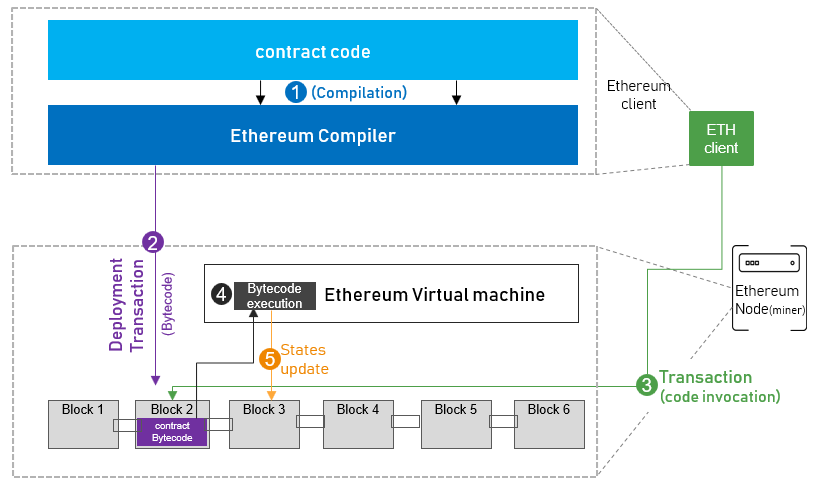 contract code
1 (Compilation)
Ethereum Compiler
Ethereum
client
ETH
client
2
Deployment
Transaction
(Bytecode)
4 Bytecode
execution
Ethereum Virtual machine
Ethereum
Node(miner)
5 States
update
3 Transaction
(code invocation)
Block 1
Block 2
contract
Bytecode
Block 3
Block 4
Block 5
Block 6